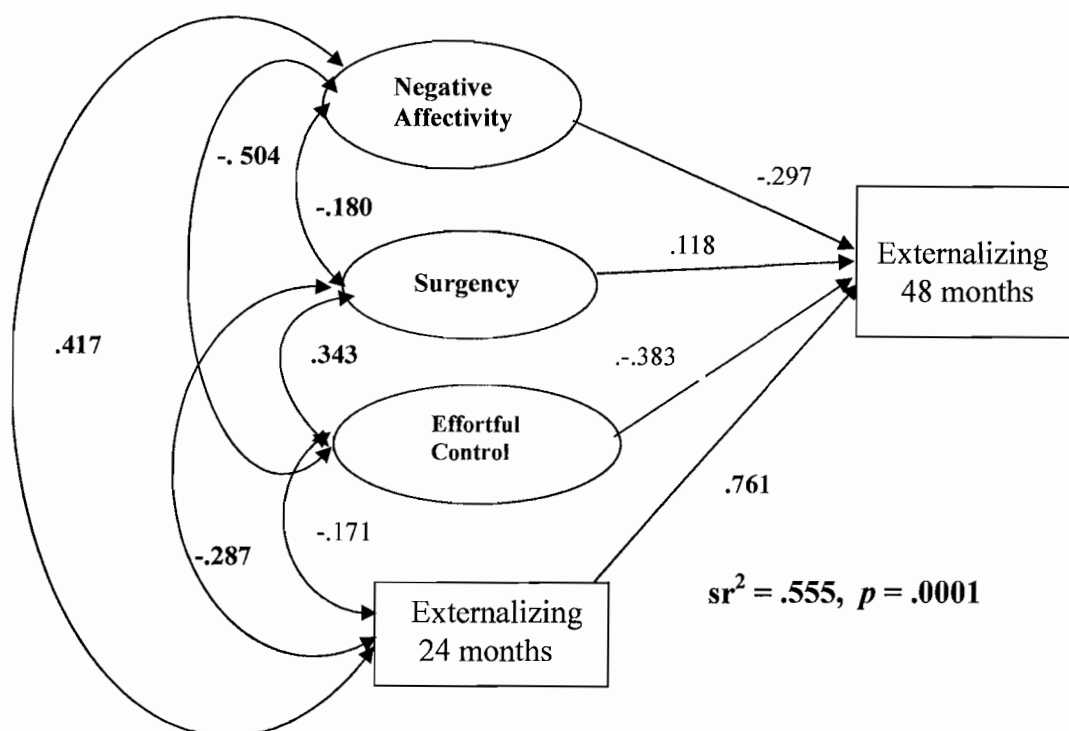 Negative
Affectivity
-. 504
-.297
-.180
.118
Externalizing
48 months
Surgency
.417
.343
.-.383
Effortful
Control
.761
-.287
-.171
sr² = .555, p = .0001
Externalizing
24 months